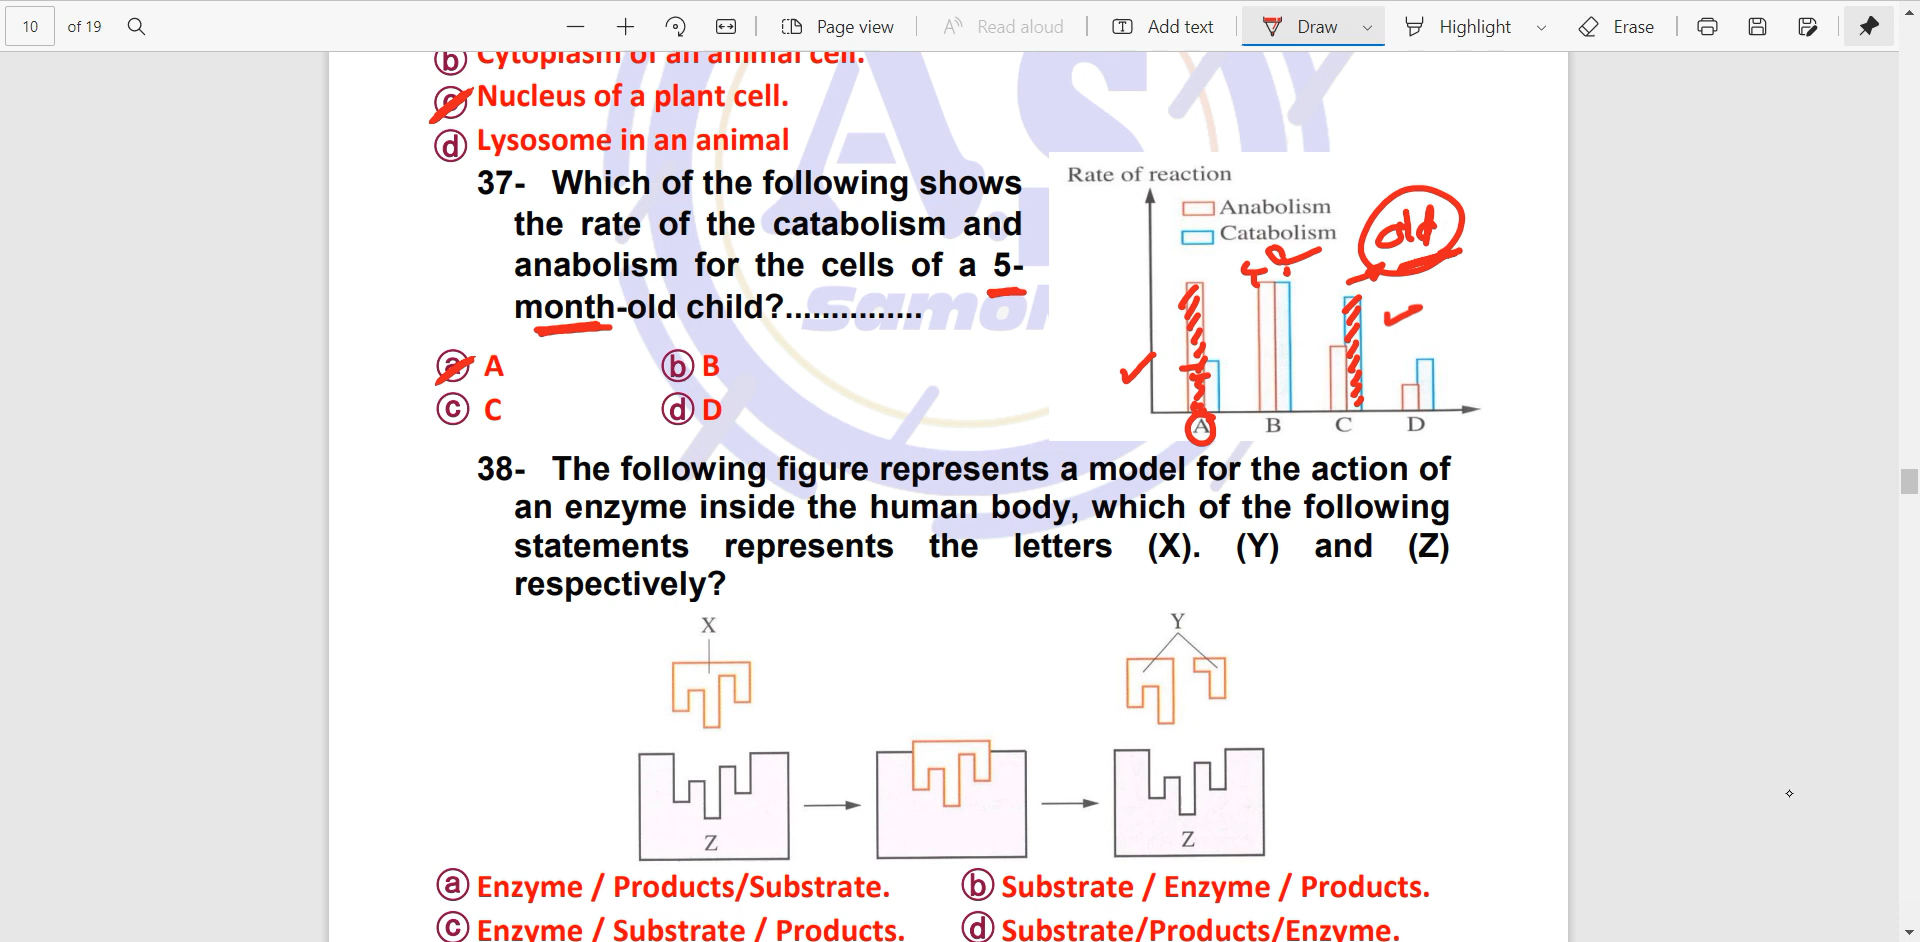 10 of 19 Page view Read aloud Add text Draw Highlight Erase
b Cytoplasm of an animal cell.
c Nucleus of a plant cell.
d Lysosome in an animal
37- Which of the following shows
the rate of the catabolism and
anabolism for the cells of a 5-
month-old child?...............
a A b B
c C d D
Rate of reaction
Anabolism
Catabolism
old
A B C D
38- The following figure represents a model for the action of
an enzyme inside the human body, which of the following
statements represents the letters (X). (Y) and (Z)
respectively?
X Y
Z Z
a Enzyme / Products/Substrate. b Substrate / Enzyme / Products.
c Enzyme / Substrate / Products. d Substrate/Products/Enzyme.